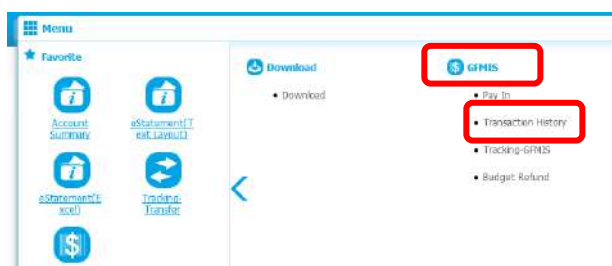 Menu
Favorite
Account
Summary
eStatement(T
ext Layout)
eStatement(E
xcel)
Tracking-
Transfer
Download
• Download
GFMIS
• Pay In
• Transaction History
• Tracking-GFMIS
• Budget Refund